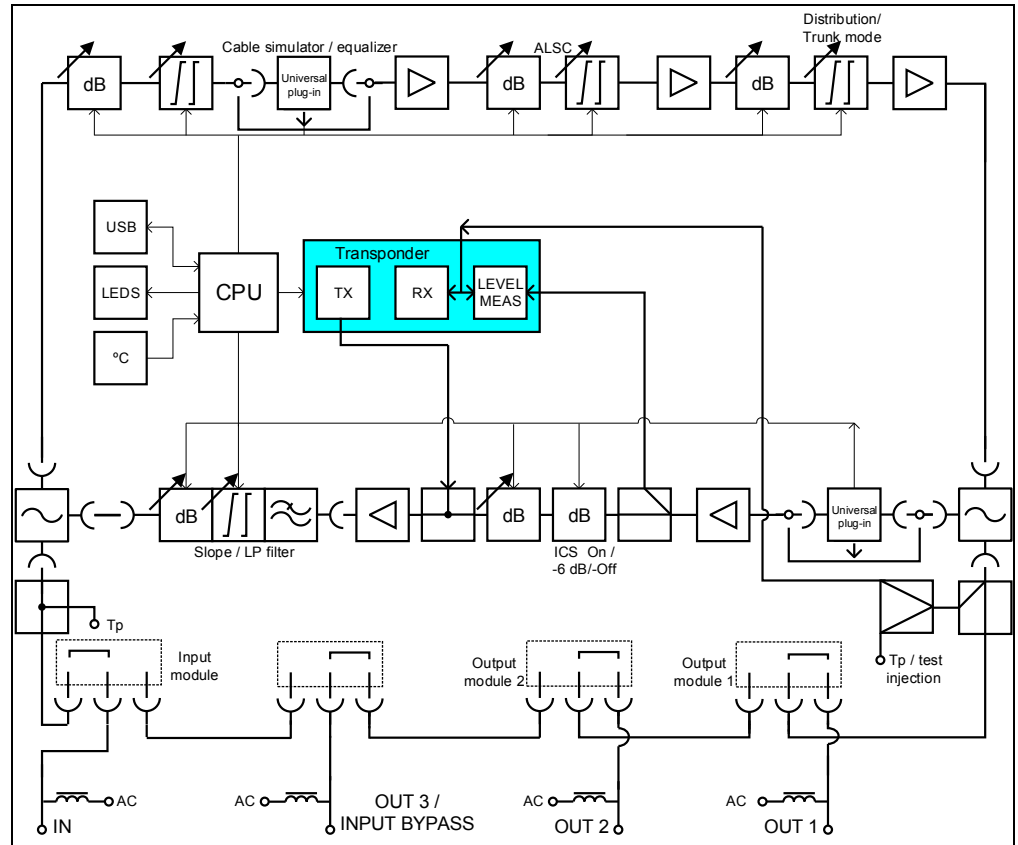 Distribution/
Trunk mode
Cable simulator / equalizer
ALSC
dB
Universal
plug-in
dB
dB
USB
LEDS
ºC
CPU
Transponder
TX
RX
LEVEL
MEAS
dB
Slope / LP filter
dB
dB
ICS On /
-6 dB/-Off
Universal
plug-in
Tp
Input
module
Output
module 2
Output
module 1
Tp / test
injection
AC
IN
AC
OUT 3 /
INPUT BYPASS
AC
OUT 2
AC
OUT 1